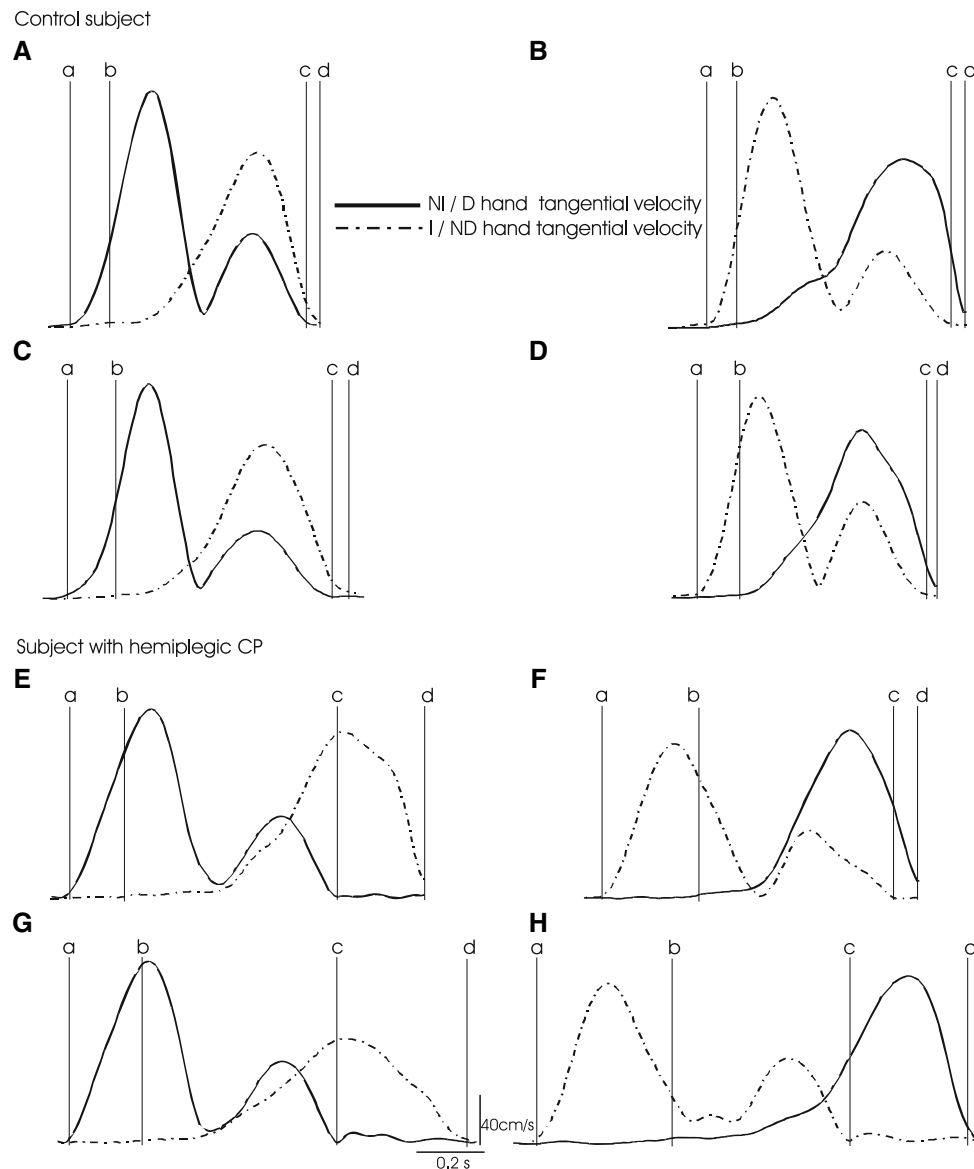 Control subject
A
B
a b c d
a b c d
NI / D hand tangential velocity
I / ND hand tangential velocity
C
D
a b c d
a b c d
Subject with hemiplegic CP
E
F
a b c d
a b c d
G
H
a b c d
a b c d
40cm/s
0.2 s